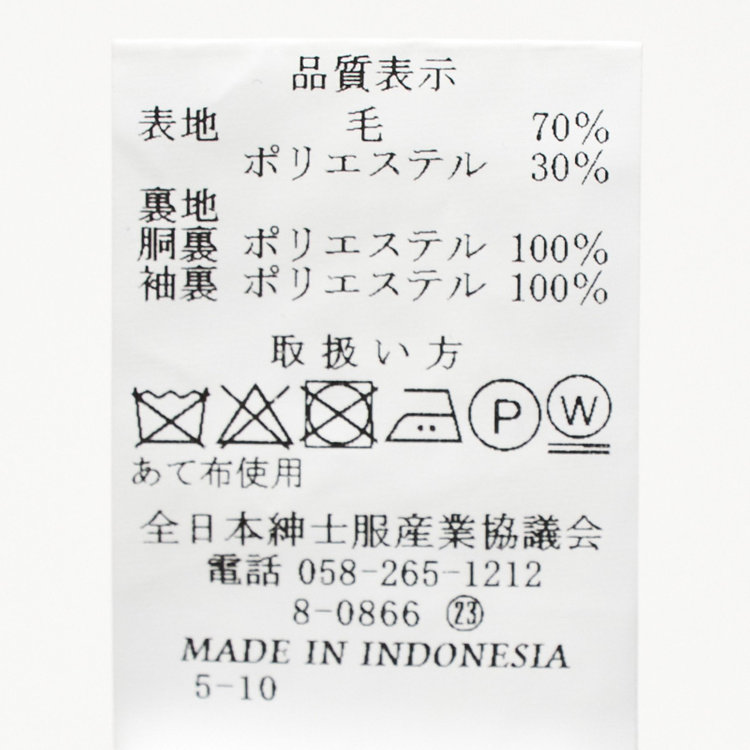 品質表示
表地 毛 70%
ポリエステル 30%
裏地
胴裏 ポリエステル 100%
袖裏 ポリエステル 100%
取扱い方
P W
あて布使用
全日本紳士服産業協議会
電話 058-265-1212
8-0866 ㉓
MADE IN INDONESIA
5-10